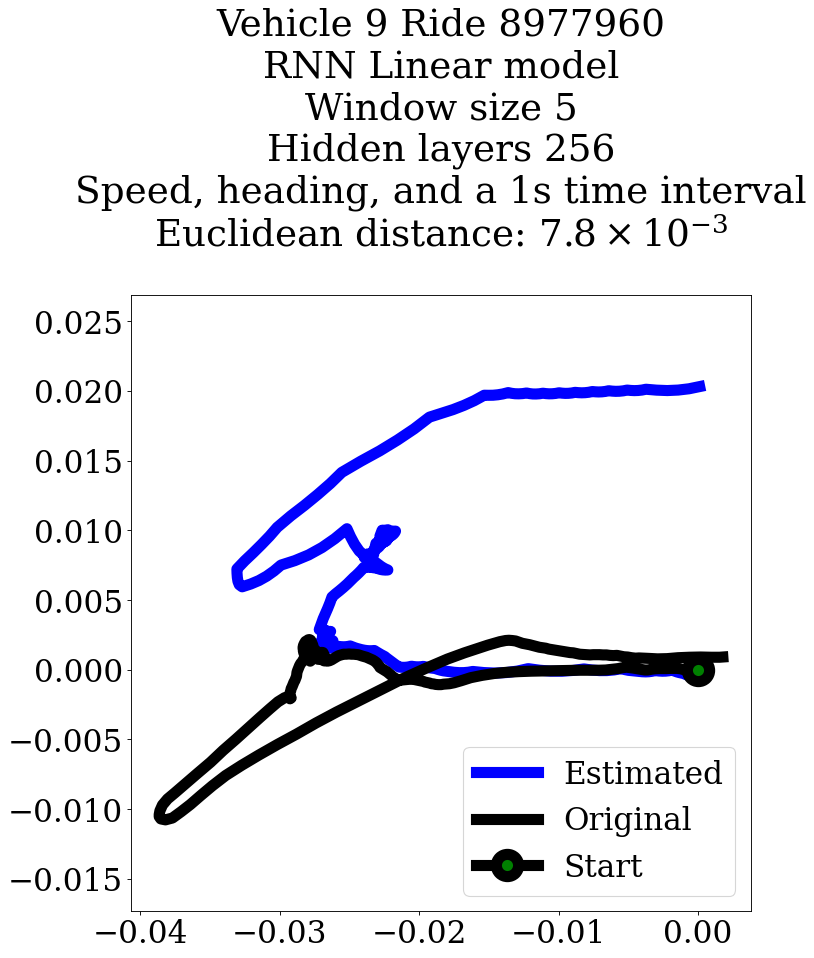 Vehicle 9 Ride 8977960
RNN Linear model
Window size 5
Hidden layers 256
Speed, heading, and a 1s time interval
Euclidean distance: 7.8 × 10⁻³
0.025
0.020
0.015
0.010
0.005
0.000
−0.005
−0.010
−0.015
Estimated
Original
Start
−0.04 −0.03 −0.02 −0.01 0.00